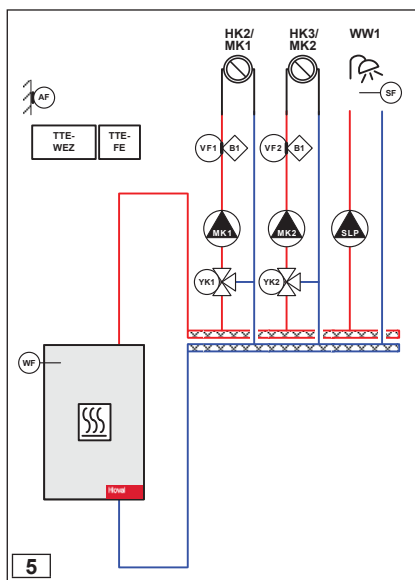 HK2/
MK1
HK3/
MK2
WW1
AF
SF
TTE-
WEZ
TTE-
FE
VF1
B1
VF2
B1
MK1
MK2
SLP
YK1
YK2
WF
Hoval
5